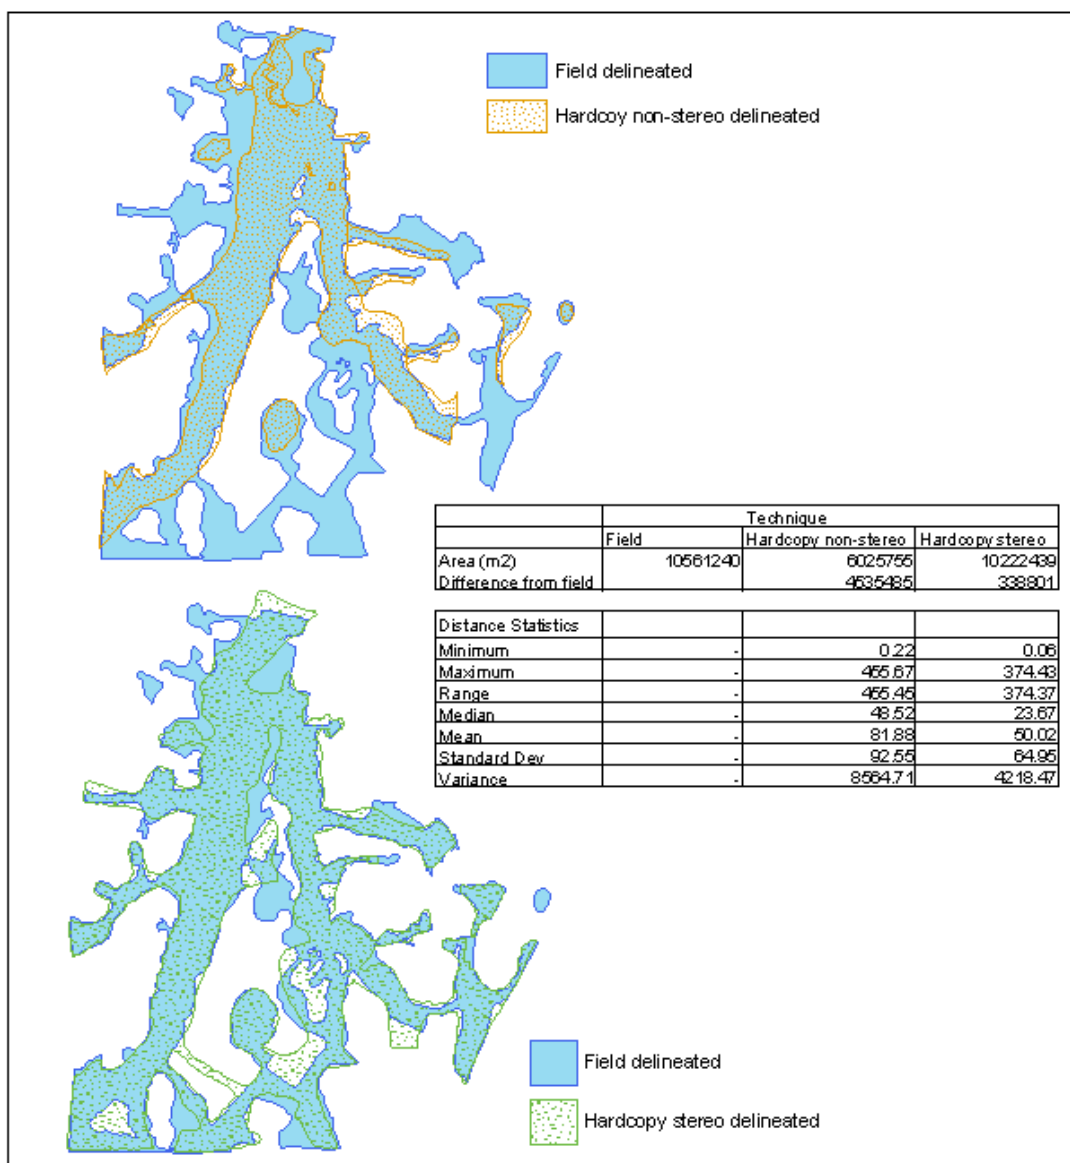 Field delineated
Hardcoy non-stereo delineated
Technique
Field Hardcopy non-stereo Hardcopy stereo
Area (m2) 10561240 6025755 10222439
Difference from field 4535485 338801
Distance Statistics
Minimum - 0.22 0.06
Maximum - 455.67 374.43
Range - 455.45 374.37
Median - 48.52 23.67
Mean - 81.88 50.02
Standard Dev - 92.55 64.95
Variance - 8564.71 4218.47
Field delineated
Hardcopy stereo delineated